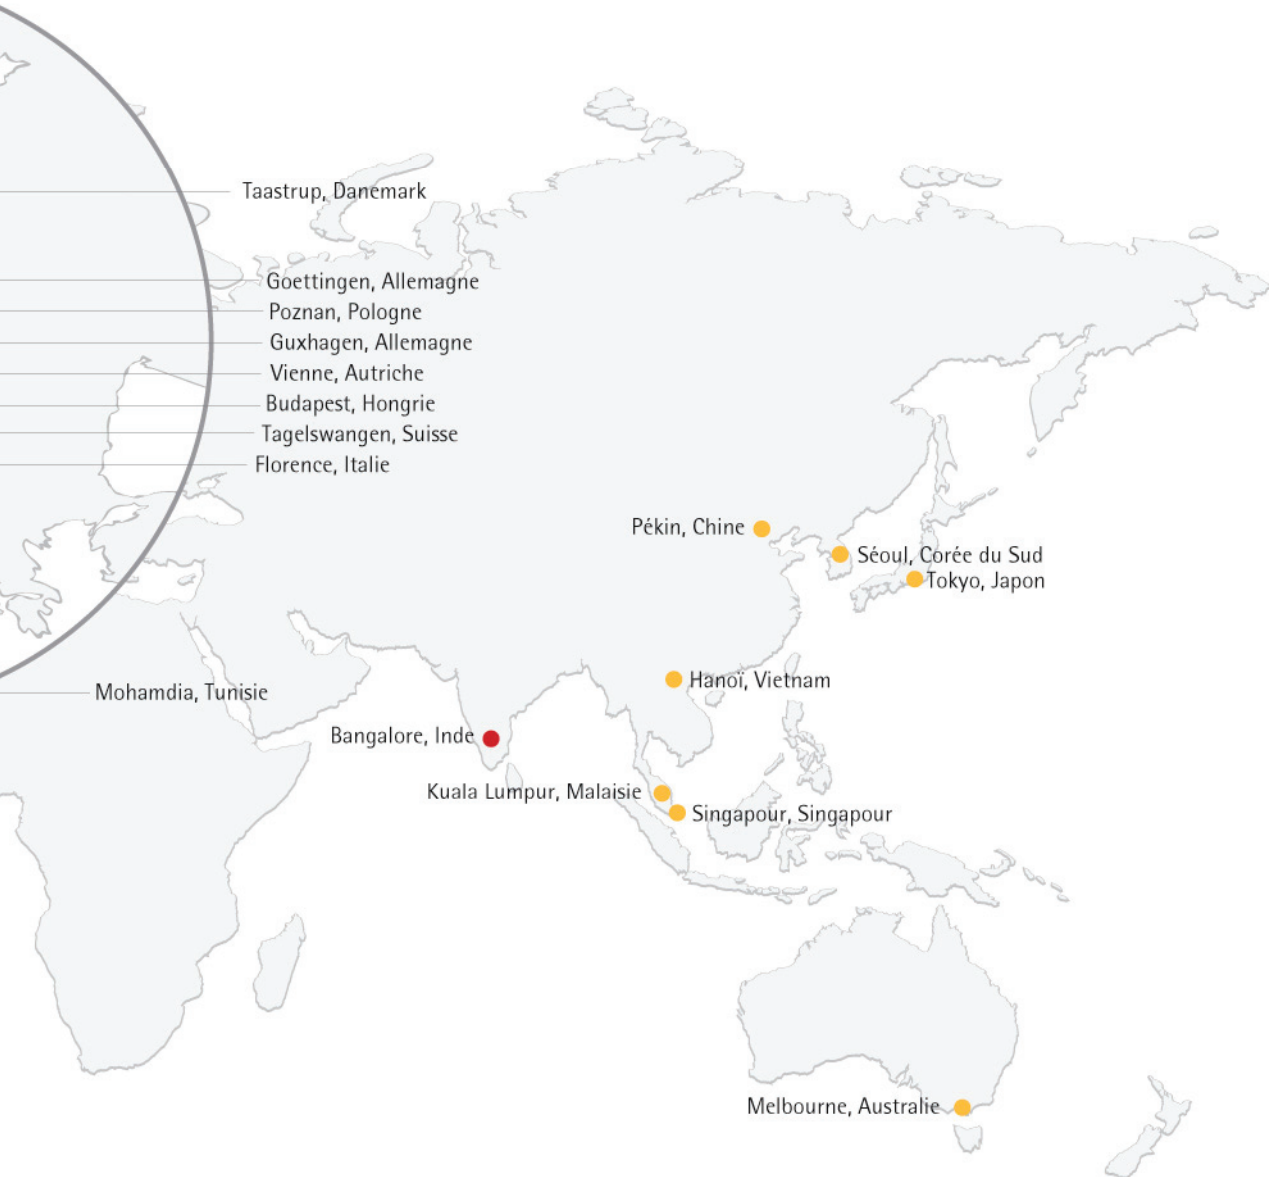 Taastrup, Danemark
Goettingen, Allemagne
Poznan, Pologne
Guxhagen, Allemagne
Vienne, Autriche
Budapest, Hongrie
Tagelswangen, Suisse
Florence, Italie
Pékin, Chine
Séoul, Corée du Sud
Tokyo, Japon
Hanoï, Vietnam
Mohamdia, Tunisie
Bangalore, Inde
Kuala Lumpur, Malaisie
Singapour, Singapour
Melbourne, Australie